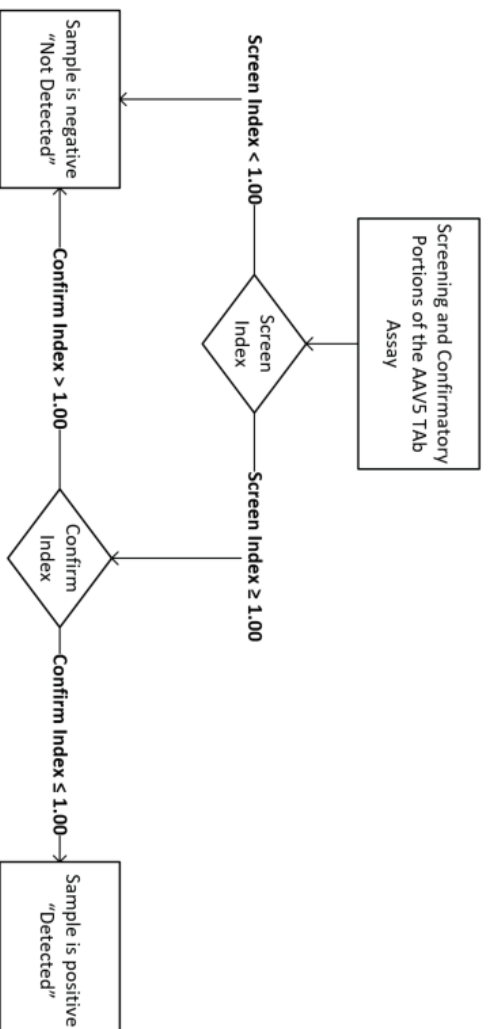 Screening and Confirmatory
Portions of the AAV5 TAb
Assay
Screen
Index
Screen Index < 1.00
Screen Index ≥ 1.00
Confirm
Index
Confirm Index > 1.00
Confirm Index ≤ 1.00
Sample is negative
“Not Detected”
Sample is positive
“Detected”